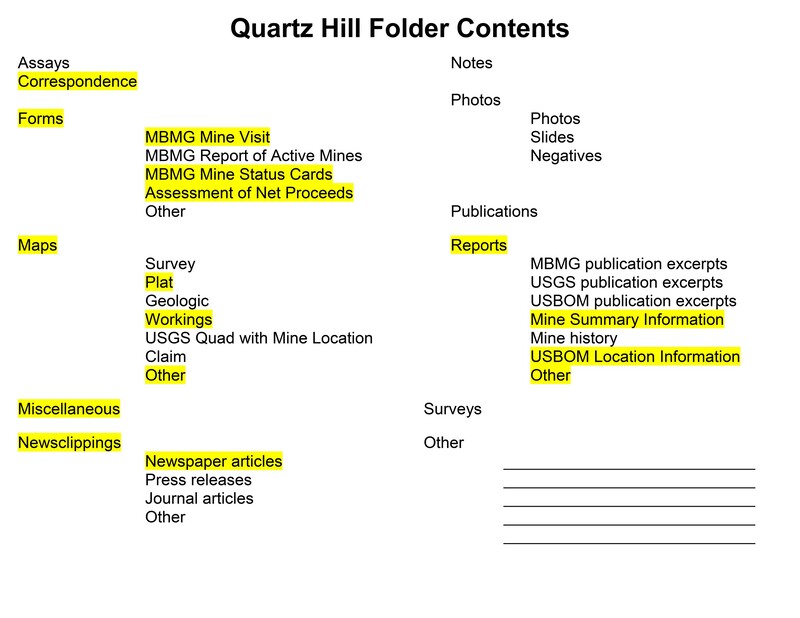 Quartz Hill Folder Contents
Assays
Correspondence
Forms
MBMG Mine Visit
MBMG Report of Active Mines
MBMG Mine Status Cards
Assessment of Net Proceeds
Other
Maps
Survey
Plat
Geologic
Workings
USGS Quad with Mine Location
Claim
Other
Miscellaneous
Newsclippings
Newspaper articles
Press releases
Journal articles
Other
Notes
Photos
Photos
Slides
Negatives
Publications
Reports
MBMG publication excerpts
USGS publication excerpts
USBOM publication excerpts
Mine Summary Information
Mine history
USBOM Location Information
Other
Surveys
Other